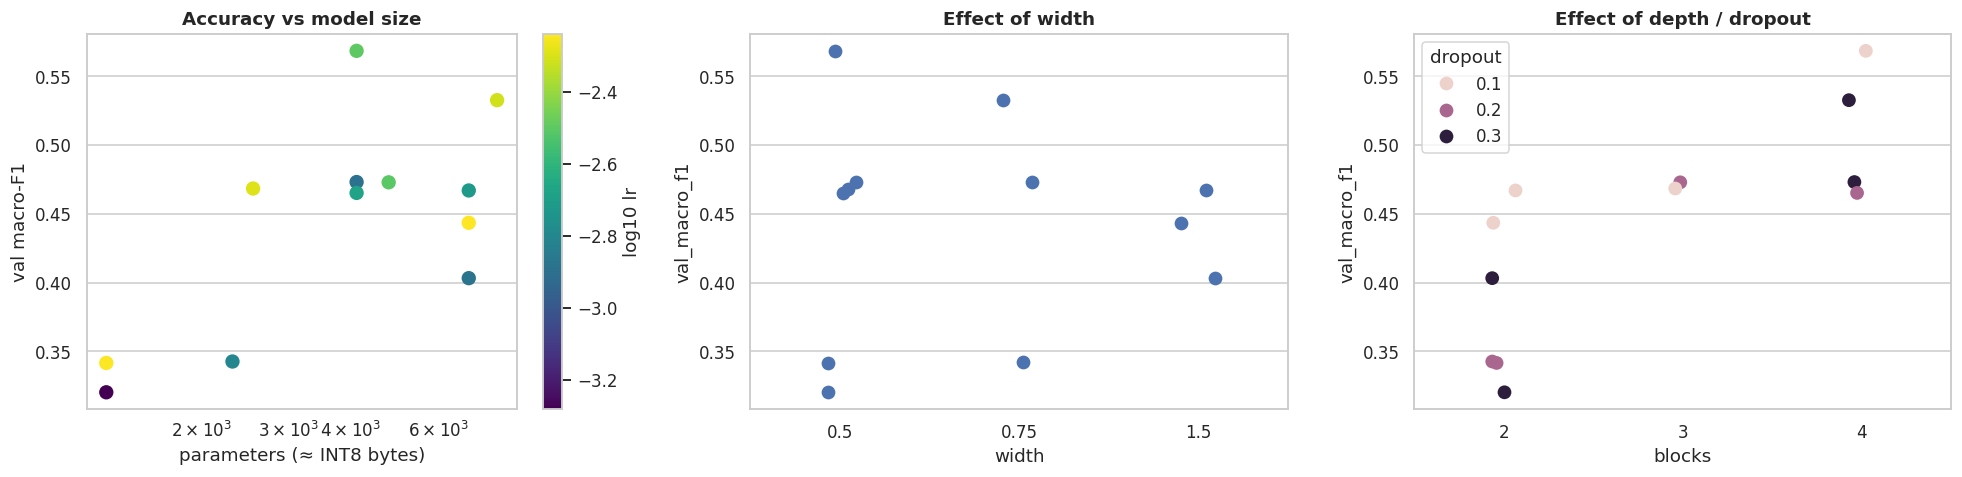 Accuracy vs model size
val macro-F1
0.55
0.50
0.45
0.40
0.35
2 × 10³
3 × 10³
4 × 10³
6 × 10³
parameters (≈ INT8 bytes)
−2.4
−2.6
−2.8
−3.0
−3.2
log10 lr
Effect of width
val_macro_f1
0.55
0.50
0.45
0.40
0.35
0.5
0.75
1.5
width
Effect of depth / dropout
val_macro_f1
0.55
0.50
0.45
0.40
0.35
dropout
0.1
0.2
0.3
2
3
4
blocks